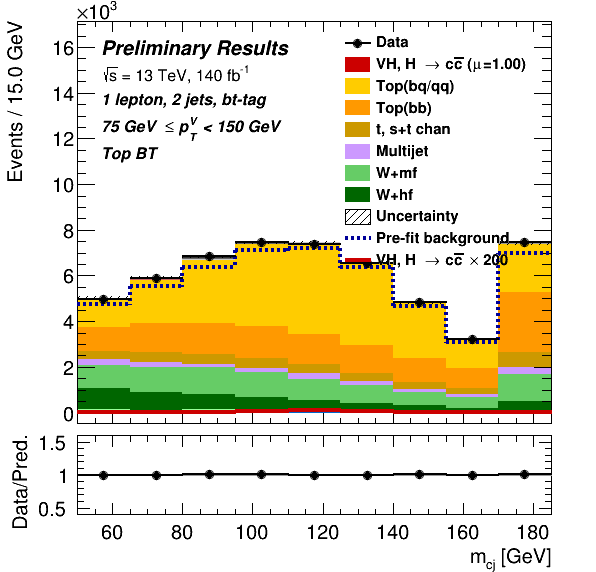 ×10³
Events / 15.0 GeV
16
14
12
10
8
6
4
2
0
Preliminary Results
√s = 13 TeV, 140 fb⁻¹
1 lepton, 2 jets, bt-tag
75 GeV ≤ p_T^V < 150 GeV
Top BT
Data
VH, H → cc̄ (μ=1.00)
Top(bq/qq)
Top(bb)
t, s+t chan
Multijet
W+mf
W+hf
Uncertainty
Pre-fit background
VH, H → cc̄ × 200
Data/Pred.
1.5
1
0.5
60 80 100 120 140 160 180
m_cj [GeV]